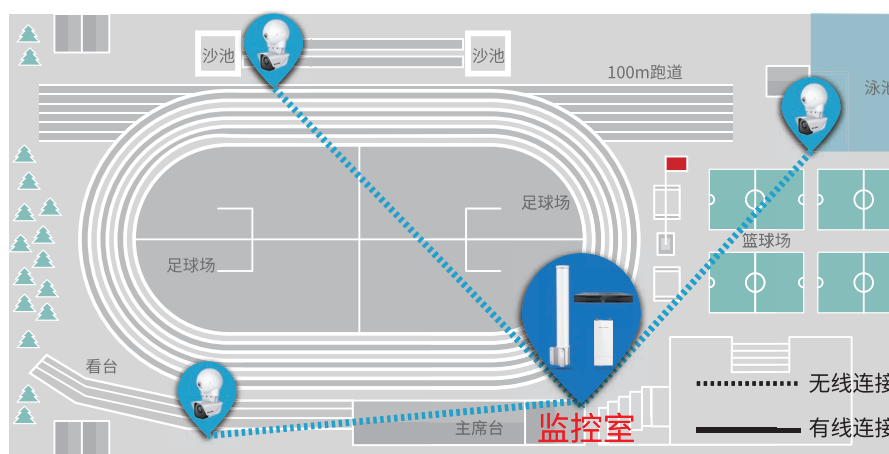 沙池
沙池
100m跑道
泳池
足球场
足球场
篮球场
看台
主席台
监控室
无线连接
有线连接